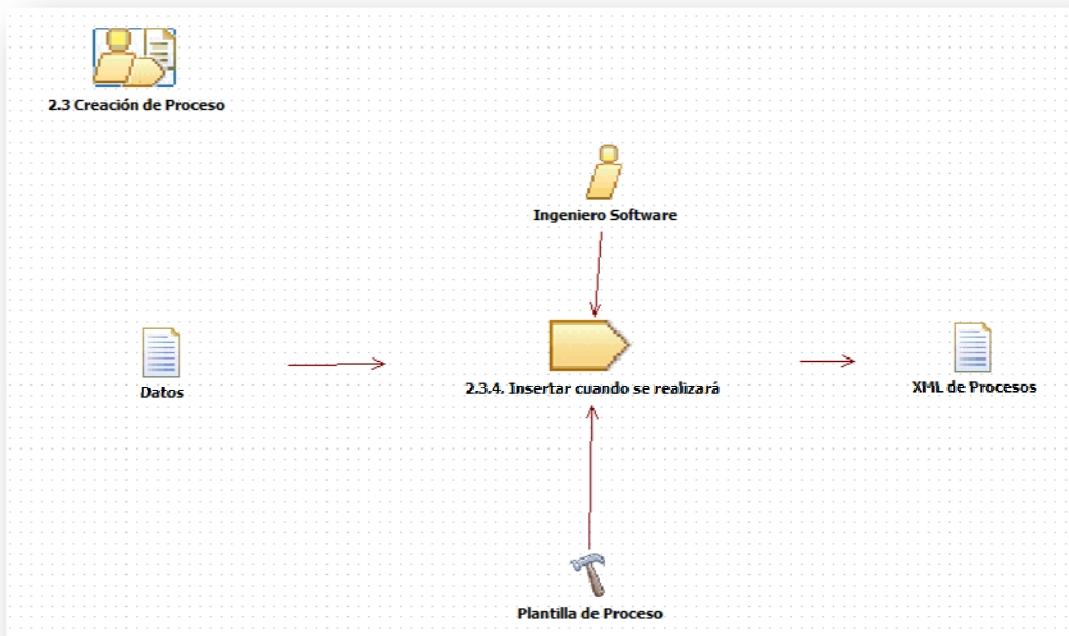 2.3 Creación de Proceso
Ingeniero Software
Datos
2.3.4. Insertar cuando se realizará
XML de Procesos
Plantilla de Proceso